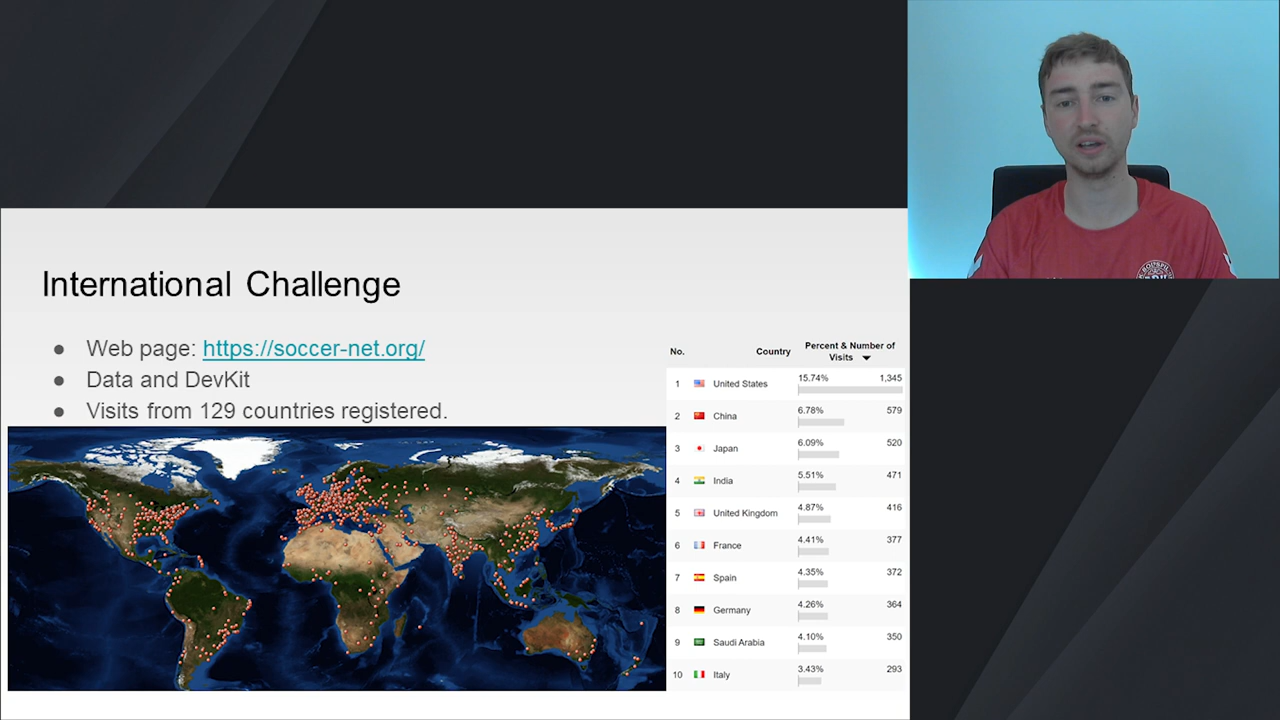 International Challenge
● Web page: https://soccer-net.org/
● Data and DevKit
● Visits from 129 countries registered.
No. Country Percent & Number of
Visits
1 United States 15.74% 1,345
2 China 6.78% 579
3 Japan 6.09% 520
4 India 5.51% 471
5 United Kingdom 4.87% 416
6 France 4.41% 377
7 Spain 4.35% 372
8 Germany 4.26% 364
9 Saudi Arabia 4.10% 350
10 Italy 3.43% 293